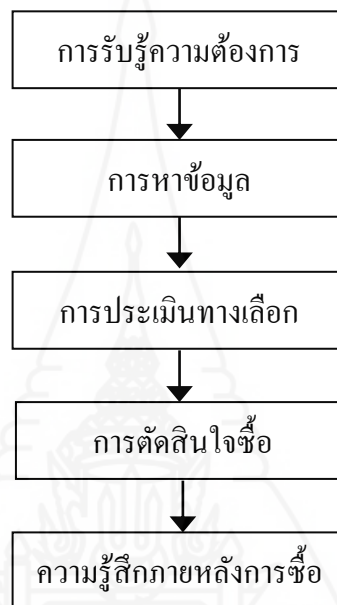 การรับรู้ความต้องการ
การหาข้อมูล
การประเมินทางเลือก
การตัดสินใจซื้อ
ความรู้สึกภายหลังการซื้อ